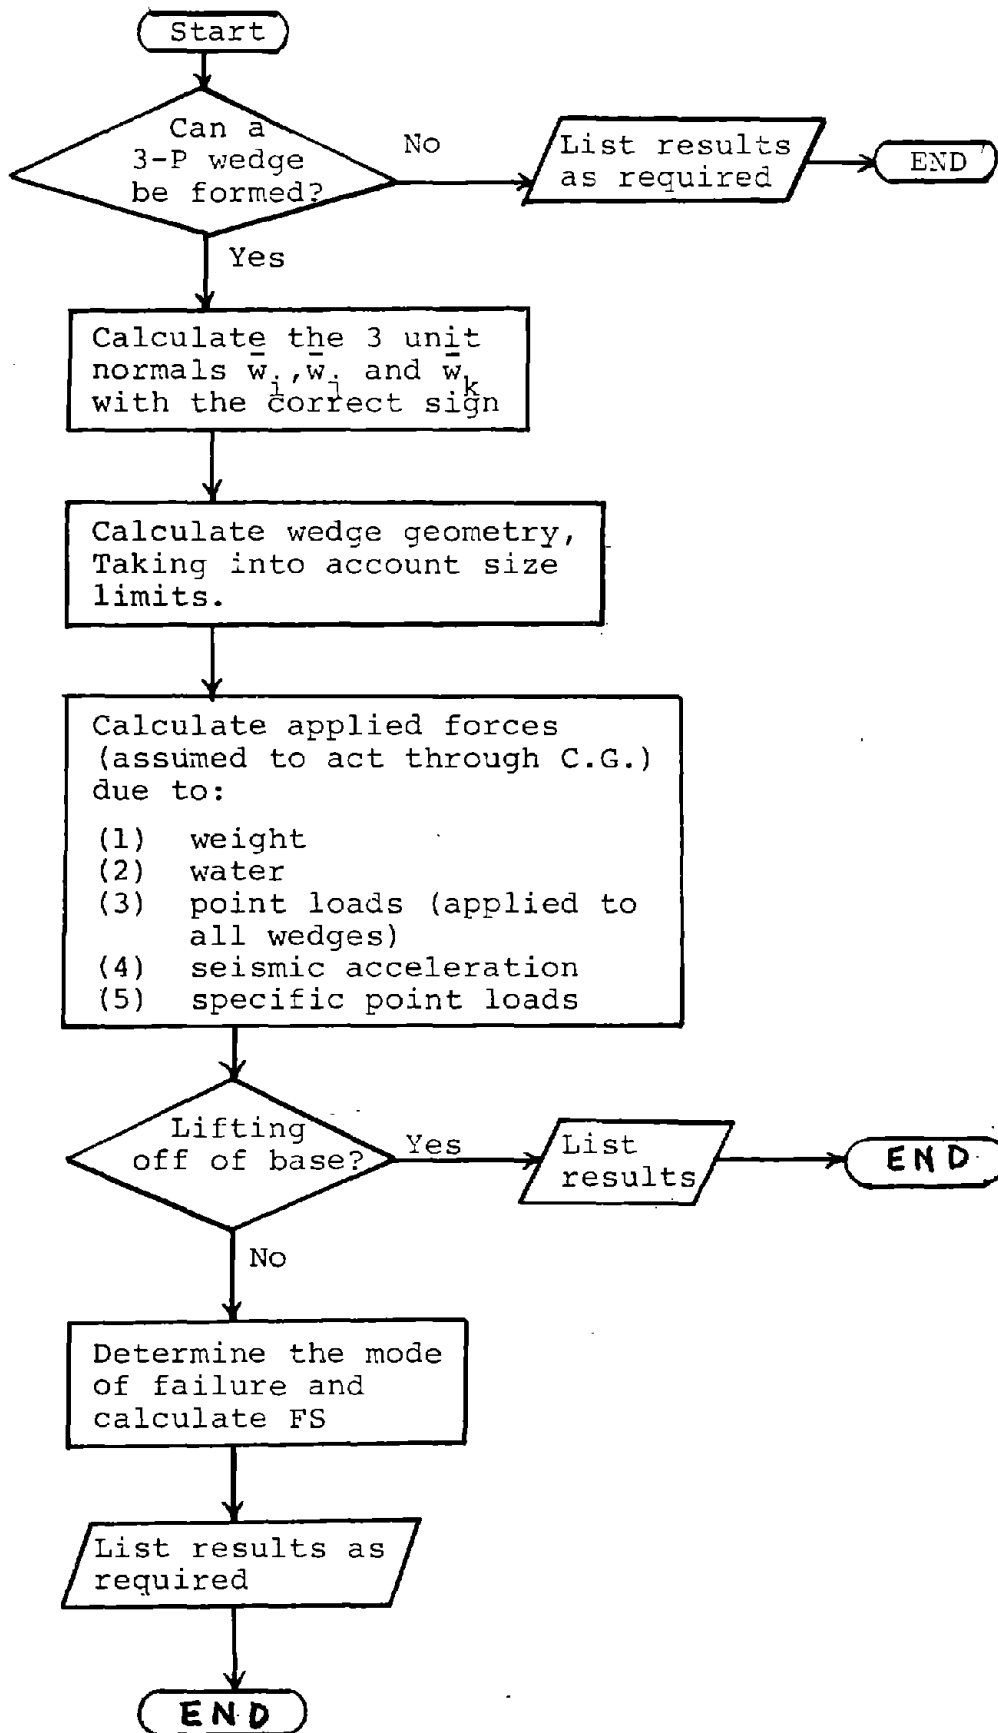 Start
Can a
3-P wedge
be formed?
No
List results
as required
END
Yes
Calculate the 3 unit
normals w̄i, w̄j and w̄k
with the correct sign
Calculate wedge geometry,
Taking into account size
limits.
Calculate applied forces
(assumed to act through C.G.)
due to:
(1) weight
(2) water
(3) point loads (applied to
all wedges)
(4) seismic acceleration
(5) specific point loads
Lifting
off of base?
Yes
List
results
END
No
Determine the mode
of failure and
calculate FS
List results as
required
END